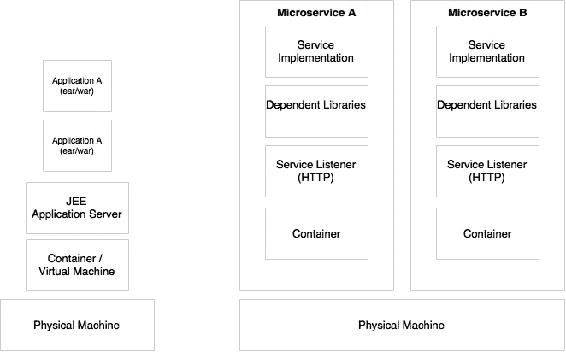 Application A
(ear/war)
Application A
(ear/war)
JEE
Application Server
Container /
Virtual Machine
Physical Machine
Microservice A
Service
Implementation
Dependent Libraries
Service Listener
(HTTP)
Container
Microservice B
Service
Implementation
Dependent Libraries
Service Listener
(HTTP)
Container
Physical Machine